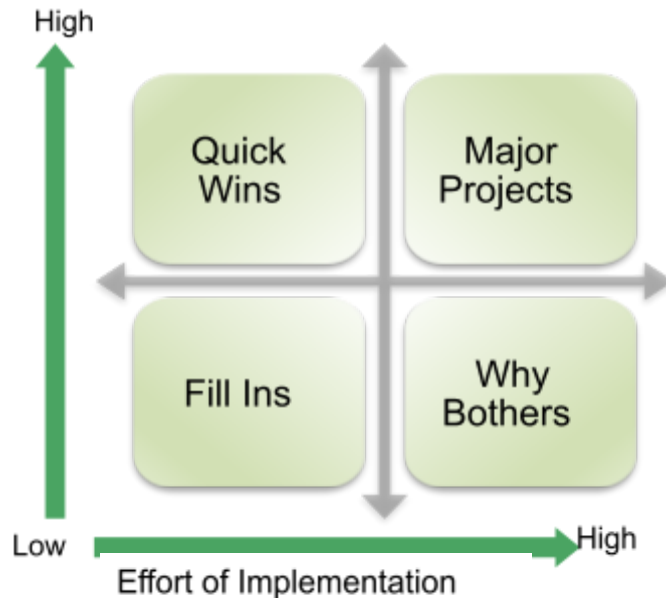 High
Quick
Wins
Major
Projects
Fill Ins
Why
Bothers
Low
High
Effort of Implementation